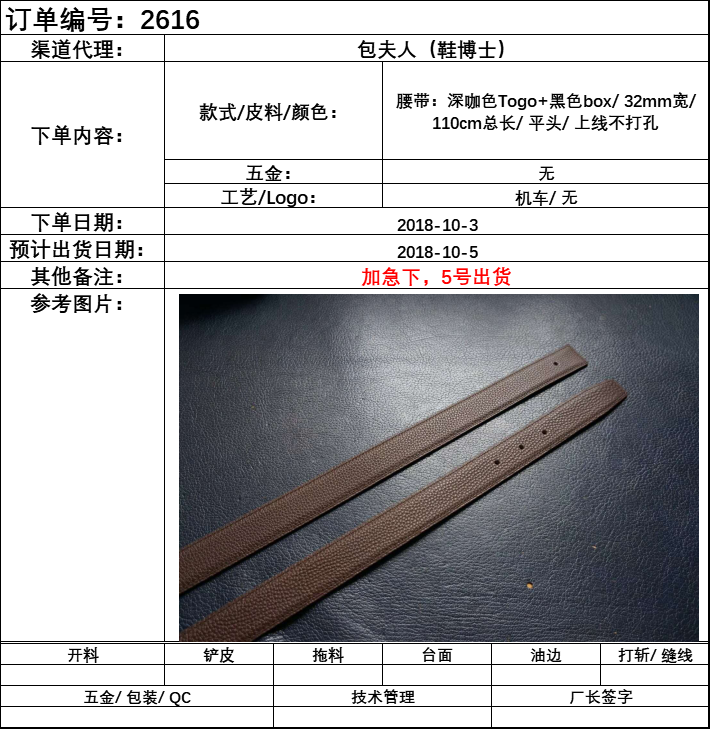 订单编号：2616
渠道代理：
包夫人（鞋博士）
下单内容：
款式/皮料/颜色：
腰带：深咖色Togo+黑色box/ 32mm宽/
110cm总长/ 平头/ 上线不打孔
五金：
无
工艺/Logo：
机车/ 无
下单日期：
2018-10-3
预计出货日期：
2018-10-5
其他备注：
加急下，5号出货
参考图片：
开料
铲皮
拖料
台面
油边
打斩/ 缝线
五金/ 包装/ QC
技术管理
厂长签字